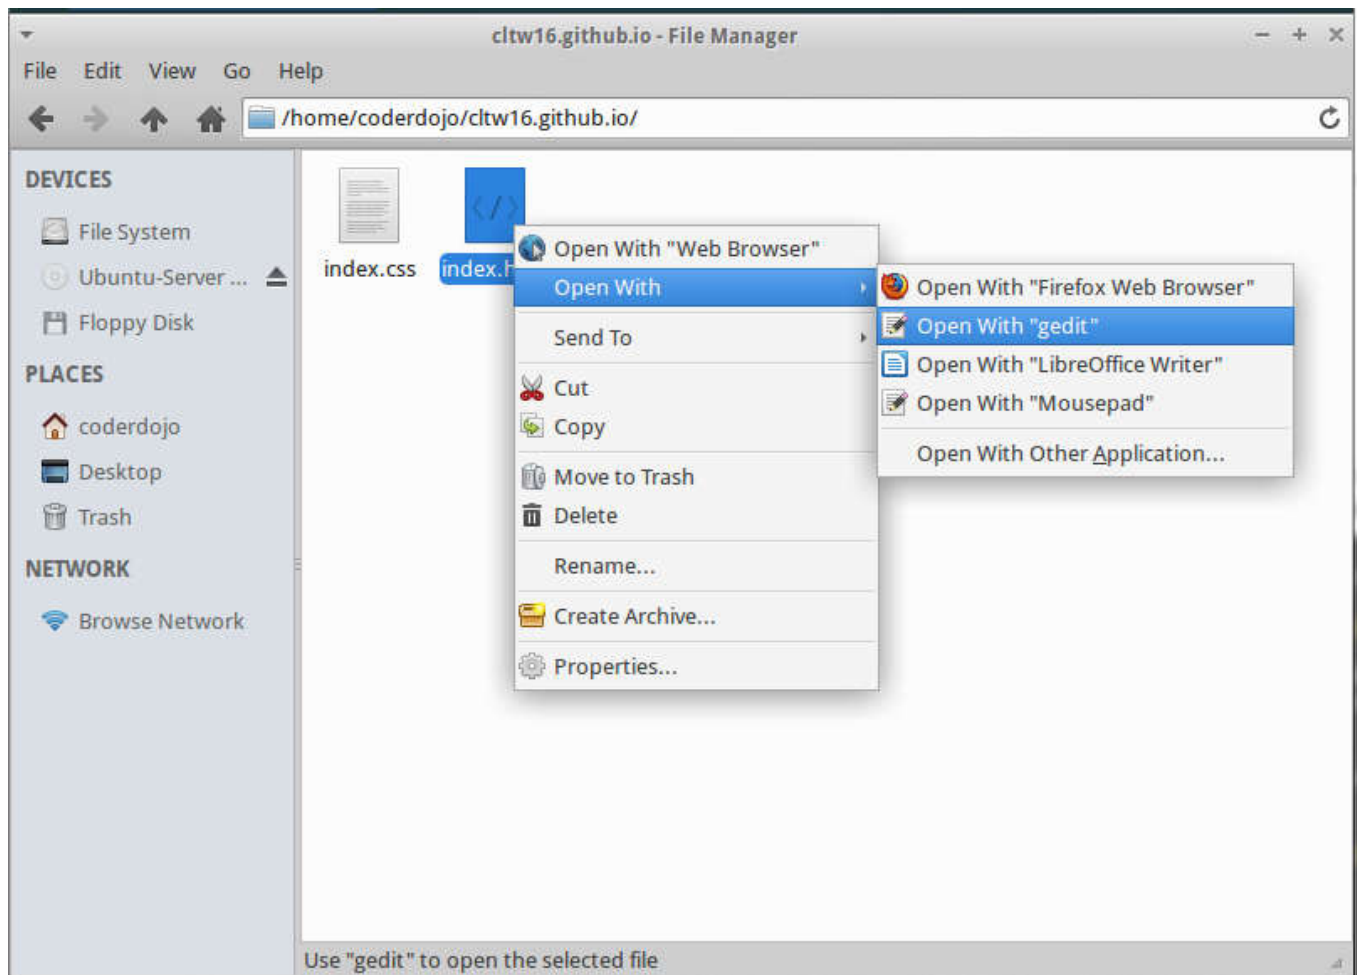 cltw16.github.io - File Manager
File Edit View Go Help
/home/coderdojo/cltw16.github.io/
DEVICES
File System
Ubuntu-Server ...
Floppy Disk
PLACES
coderdojo
Desktop
Trash
NETWORK
Browse Network
index.css
index.h
Open With "Web Browser"
Open With
Send To
Cut
Copy
Move to Trash
Delete
Rename...
Create Archive...
Properties...
Open With "Firefox Web Browser"
Open With "gedit"
Open With "LibreOffice Writer"
Open With "Mousepad"
Open With Other Application...
Use "gedit" to open the selected file